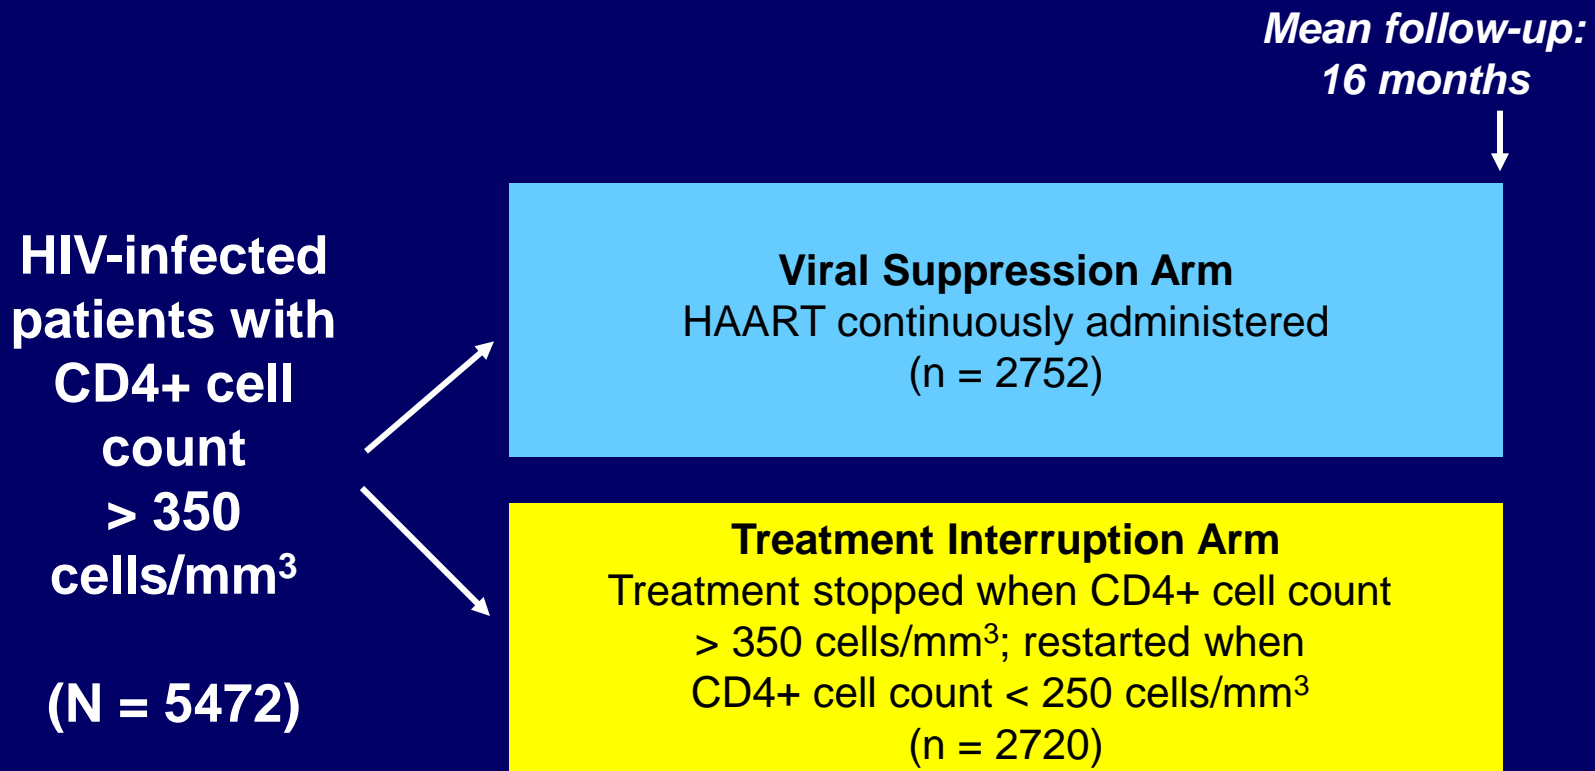 Mean follow-up:
16 months
HIV-infected
patients with
CD4+ cell
count
> 350
cells/mm³
(N = 5472)
Viral Suppression Arm
HAART continuously administered
(n = 2752)
Treatment Interruption Arm
Treatment stopped when CD4+ cell count
> 350 cells/mm³; restarted when
CD4+ cell count < 250 cells/mm³
(n = 2720)